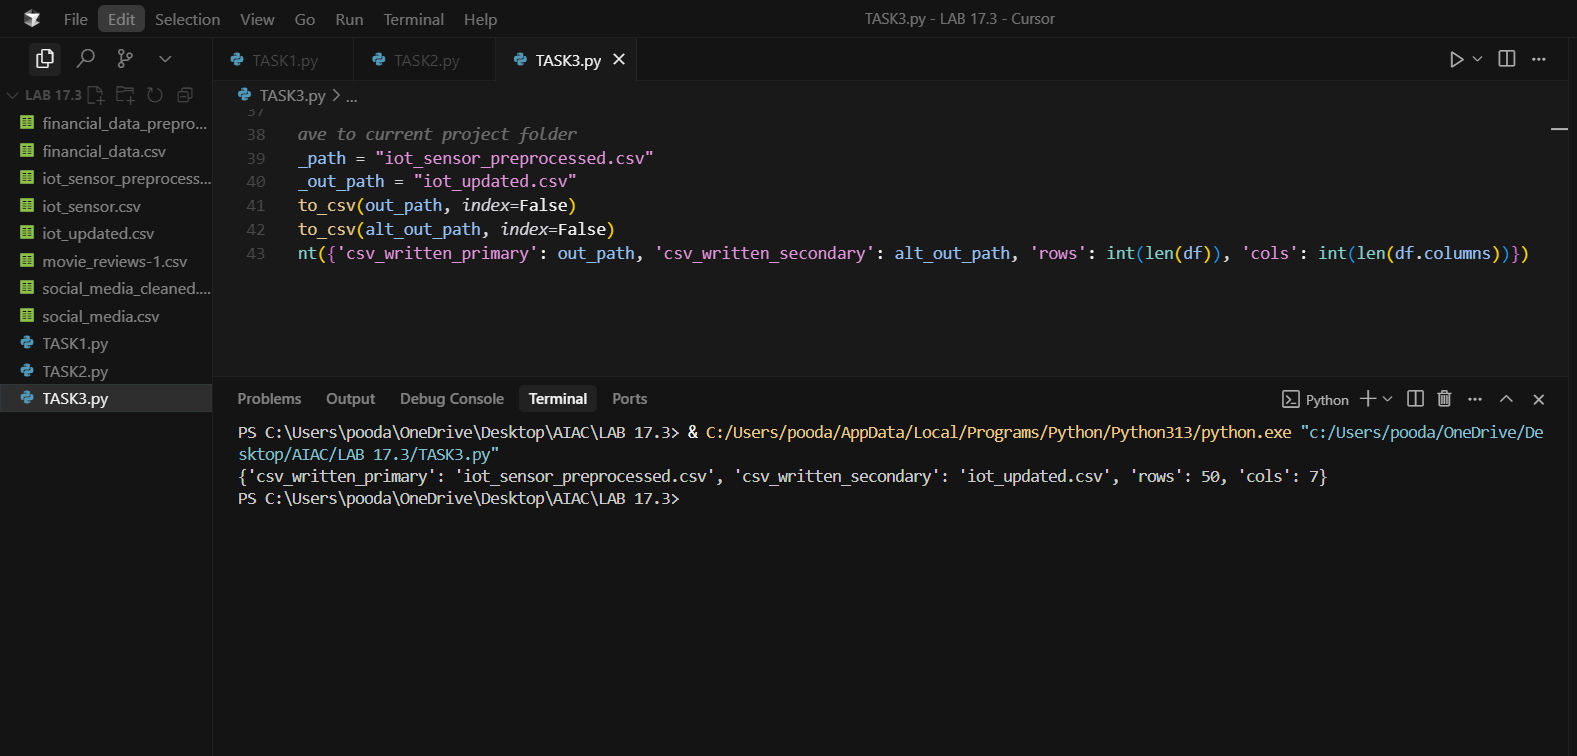 File Edit Selection View Go Run Terminal Help
TASK3.py - LAB 17.3 - Cursor
LAB 17.3
financial_data_prepro...
financial_data.csv
iot_sensor_preprocess...
iot_sensor.csv
iot_updated.csv
movie_reviews-1.csv
social_media_cleaned....
social_media.csv
TASK1.py
TASK2.py
TASK3.py
TASK1.py TASK2.py TASK3.py
TASK3.py > ...
37
38 ave to current project folder
39 _path = "iot_sensor_preprocessed.csv"
40 _out_path = "iot_updated.csv"
41 to_csv(out_path, index=False)
42 to_csv(alt_out_path, index=False)
43 nt({'csv_written_primary': out_path, 'csv_written_secondary': alt_out_path, 'rows': int(len(df)), 'cols': int(len(df.columns))})
Problems Output Debug Console Terminal Ports
Python
PS C:\Users\pooda\OneDrive\Desktop\AIAC\LAB 17.3> & C:/Users/pooda/AppData/Local/Programs/Python/Python313/python.exe "c:/Users/pooda/OneDrive/De
sktop/AIAC/LAB 17.3/TASK3.py"
{'csv_written_primary': 'iot_sensor_preprocessed.csv', 'csv_written_secondary': 'iot_updated.csv', 'rows': 50, 'cols': 7}
PS C:\Users\pooda\OneDrive\Desktop\AIAC\LAB 17.3>